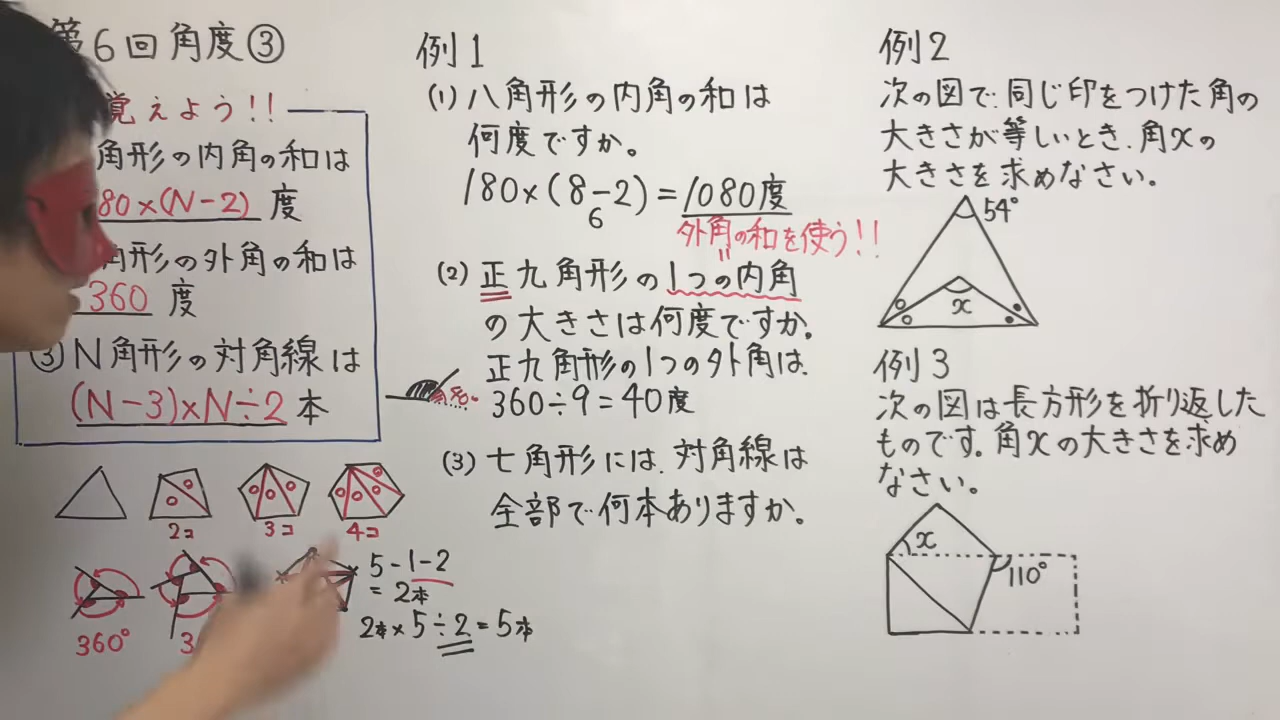 第6回角度③
覚えよう!!
角形の内角の和は
80×(N-2) 度
角形の外角の和は
360 度
③N角形の対角線は
(N-3)×N÷2 本
2コ
3コ
4コ
360°
3
5-1-2
=2本
2本×5÷2=5本
例1
(1) 八角形の内角の和は
何度ですか。
180×(8-2)=1080度
6
外角の和を使う!!
(2) 正九角形の1つの内角
の大きさは何度ですか.
正九角形の1つの外角は.
360÷9=40度
40°
(3) 七角形には.対角線は
全部で何本ありますか。
例2
次の図で.同じ印をつけた角の
大きさが等しいとき.角xの
大きさを求めなさい。
54°
x
例3
次の図は長方形を折り返した
ものです.角xの大きさを求め
なさい。
x
110°